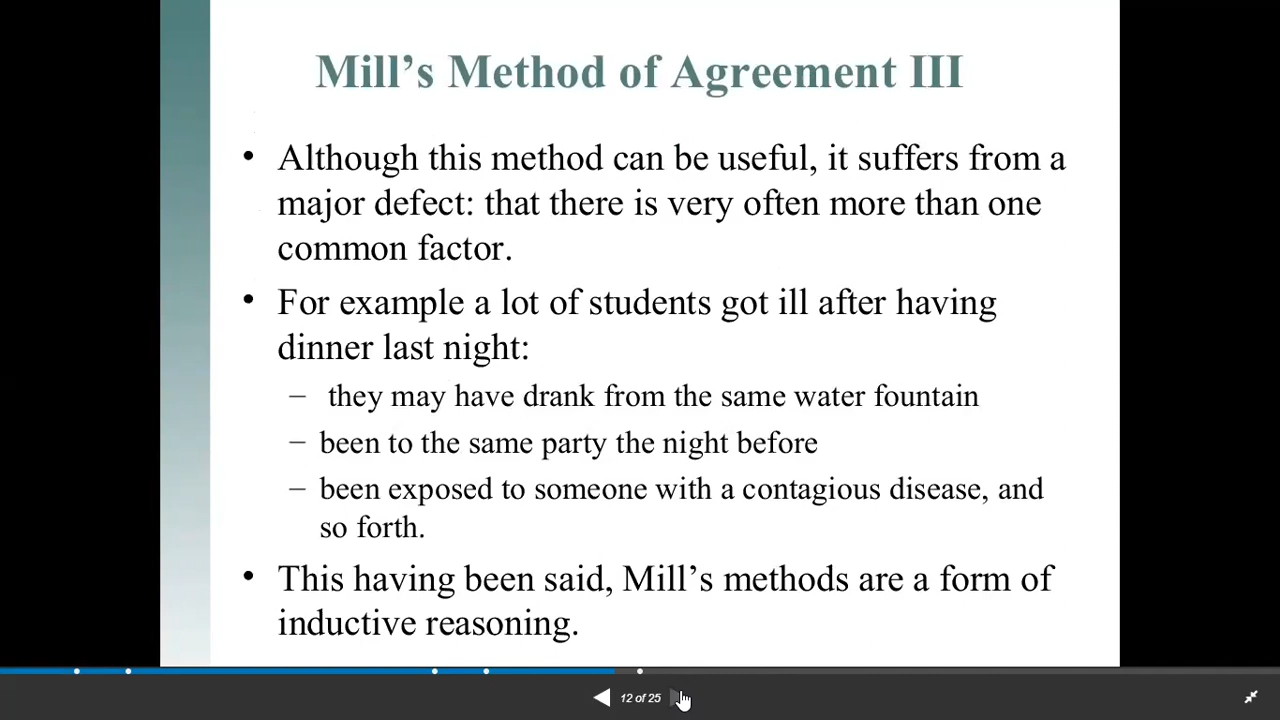 Mill’s Method of Agreement III
• Although this method can be useful, it suffers from a
major defect: that there is very often more than one
common factor.
• For example a lot of students got ill after having
dinner last night:
– they may have drank from the same water fountain
– been to the same party the night before
– been exposed to someone with a contagious disease, and
so forth.
• This having been said, Mill’s methods are a form of
inductive reasoning.
12 of 25